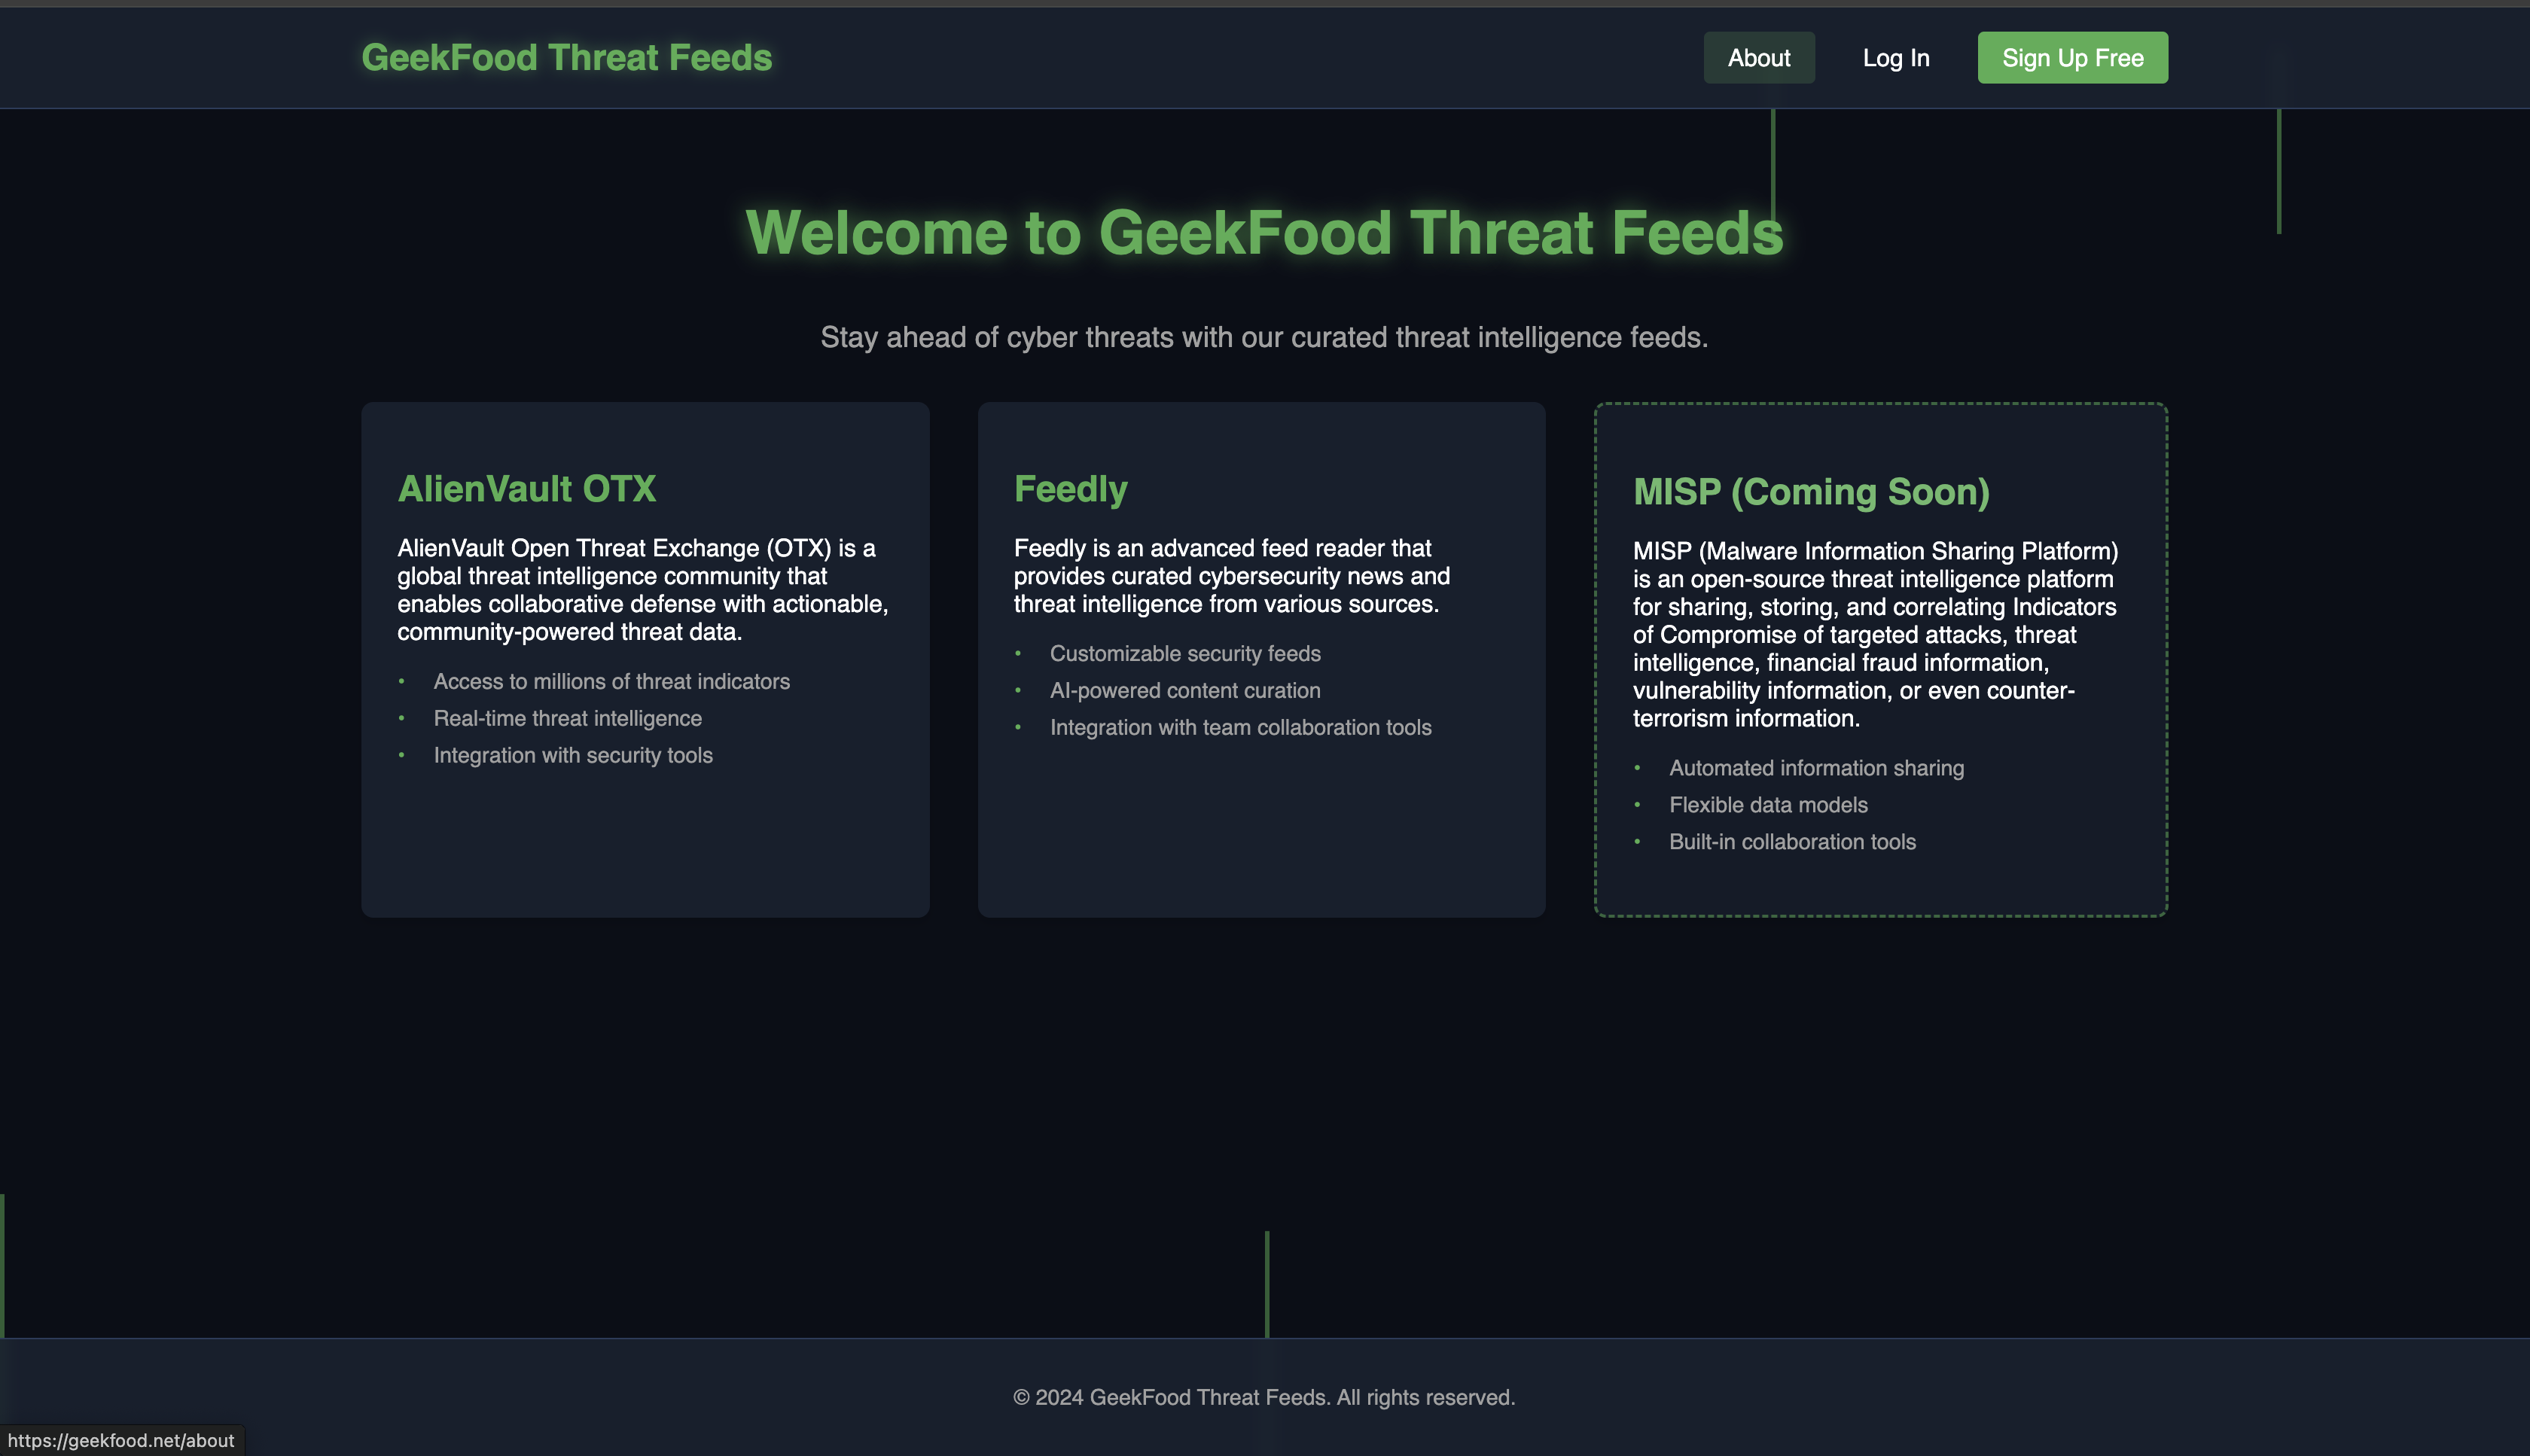 GeekFood Threat Feeds
About
Log In
Sign Up Free
Welcome to GeekFood Threat Feeds
Stay ahead of cyber threats with our curated threat intelligence feeds.
AlienVault OTX
AlienVault Open Threat Exchange (OTX) is a
global threat intelligence community that
enables collaborative defense with actionable,
community-powered threat data.
• Access to millions of threat indicators
• Real-time threat intelligence
• Integration with security tools
Feedly
Feedly is an advanced feed reader that
provides curated cybersecurity news and
threat intelligence from various sources.
• Customizable security feeds
• AI-powered content curation
• Integration with team collaboration tools
MISP (Coming Soon)
MISP (Malware Information Sharing Platform)
is an open-source threat intelligence platform
for sharing, storing, and correlating Indicators
of Compromise of targeted attacks, threat
intelligence, financial fraud information,
vulnerability information, or even counter-
terrorism information.
• Automated information sharing
• Flexible data models
• Built-in collaboration tools
© 2024 GeekFood Threat Feeds. All rights reserved.
https://geekfood.net/about